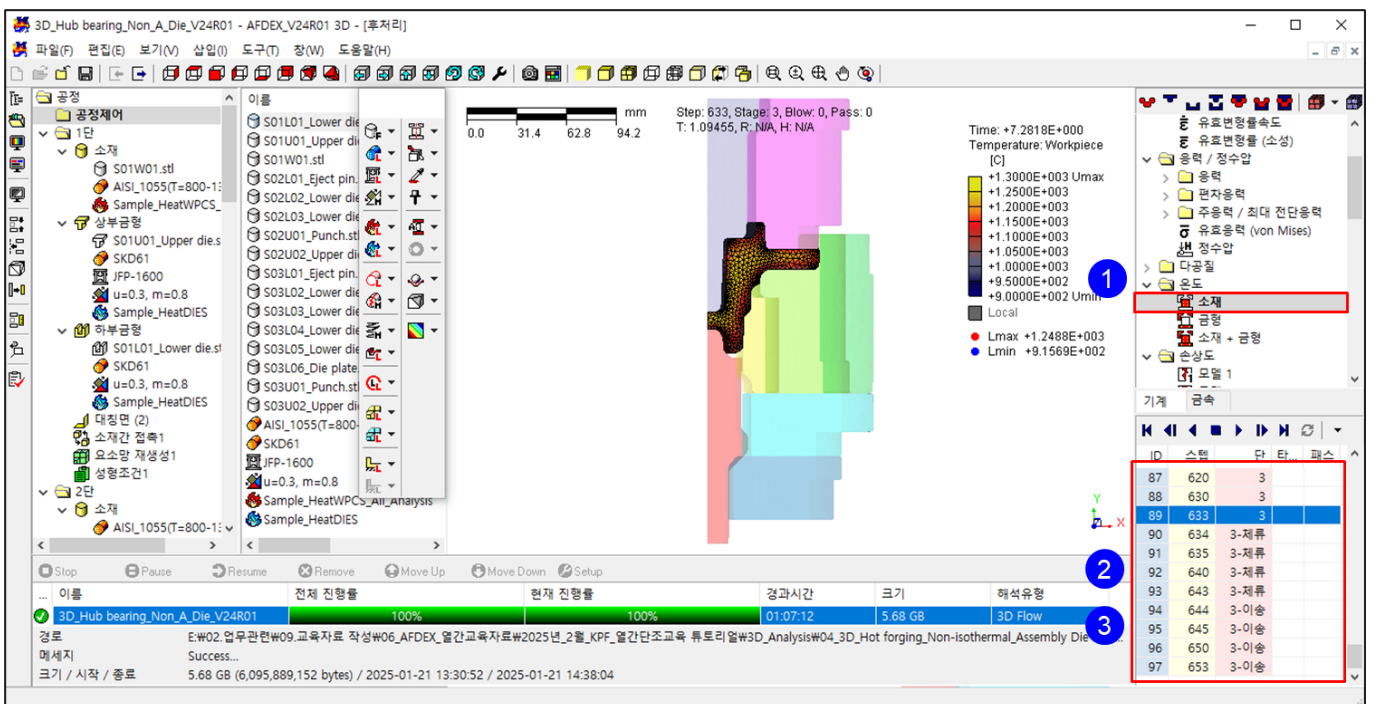 3D_Hub bearing_Non_A_Die_V24R01 - AFDEX_V24R01 3D - [후처리]
파일(F) 편집(E) 보기(V) 삽입(I) 도구(T) 창(W) 도움말(H)
공정
공정제어
1단
소재
S01W01.stl
AISI_1055(T=800-13
Sample_HeatWPCS_
상부금형
S01U01_Upper die.s
SKD61
JFP-1600
u=0.3, m=0.8
Sample_HeatDIES
하부금형
S01L01_Lower die.st
SKD61
u=0.3, m=0.8
Sample_HeatDIES
대칭면 (2)
소재간 접촉1
요소망 재생성1
성형조건1
2단
소재
AISI_1055(T=800-13
이름
S01L01_Lower die
S01U01_Upper di
S01W01.stl
S02L01_Eject pin.
S02L02_Lower die
S02L03_Lower die
S02U01_Punch.stl
S02U02_Upper di
S03L01_Eject pin.
S03L02_Lower die
S03L03_Lower die
S03L04_Lower die
S03L05_Lower die
S03L06_Die plate.
S03U01_Punch.stl
S03U02_Upper di
AISI_1055(T=800-
SKD61
JFP-1600
u=0.3, m=0.8
Sample_HeatWPCS_All_Analysis
Sample_HeatDIES
mm
0.0 31.4 62.8 94.2
Step: 633, Stage: 3, Blow: 0, Pass: 0
T: 1.09455, R: N/A, H: N/A
Time: +7.2818E+000
Temperature: Workpiece
[C]
+1.3000E+003 Umax
+1.2500E+003
+1.2000E+003
+1.1500E+003
+1.1000E+003
+1.0500E+003
+1.0000E+003
+9.5000E+002
+9.0000E+002 Umin
Local
Lmax +1.2488E+003
Lmin +9.1569E+002
Y
X
유효변형률속도
유효변형률 (소성)
응력 / 정수압
응력
편차응력
주응력 / 최대 전단응력
유효응력 (von Mises)
정수압
다공질
온도
1
소재
금형
소재 + 금형
손상도
모델 1
기계 금속
ID 스텝 단 타... 패스
87 620 3
88 630 3
89 633 3
90 634 3-체류
91 635 3-체류
92 640 3-체류
93 643 3-체류
94 644 3-이송
95 645 3-이송
96 650 3-이송
97 653 3-이송
2
3
Stop Pause Resume Remove Move Up Move Down Setup
... 이름 전체 진행률 현재 진행률 경과시간 크기 해석유형
3D_Hub bearing_Non_A_Die_V24R01 100% 100% 01:07:12 5.68 GB 3D Flow
경로 E:₩02.업무관련₩09.교육자료 작성₩06_AFDEX_열간교육자료₩2025년_2월_KPF_열간단조교육 튜토리얼₩3D_Analysis₩04_3D_Hot forging_Non-isothermal_Assembly Die
메세지 Success...
크기 / 시작 / 종료 5.68 GB (6,095,889,152 bytes) / 2025-01-21 13:30:52 / 2025-01-21 14:38:04